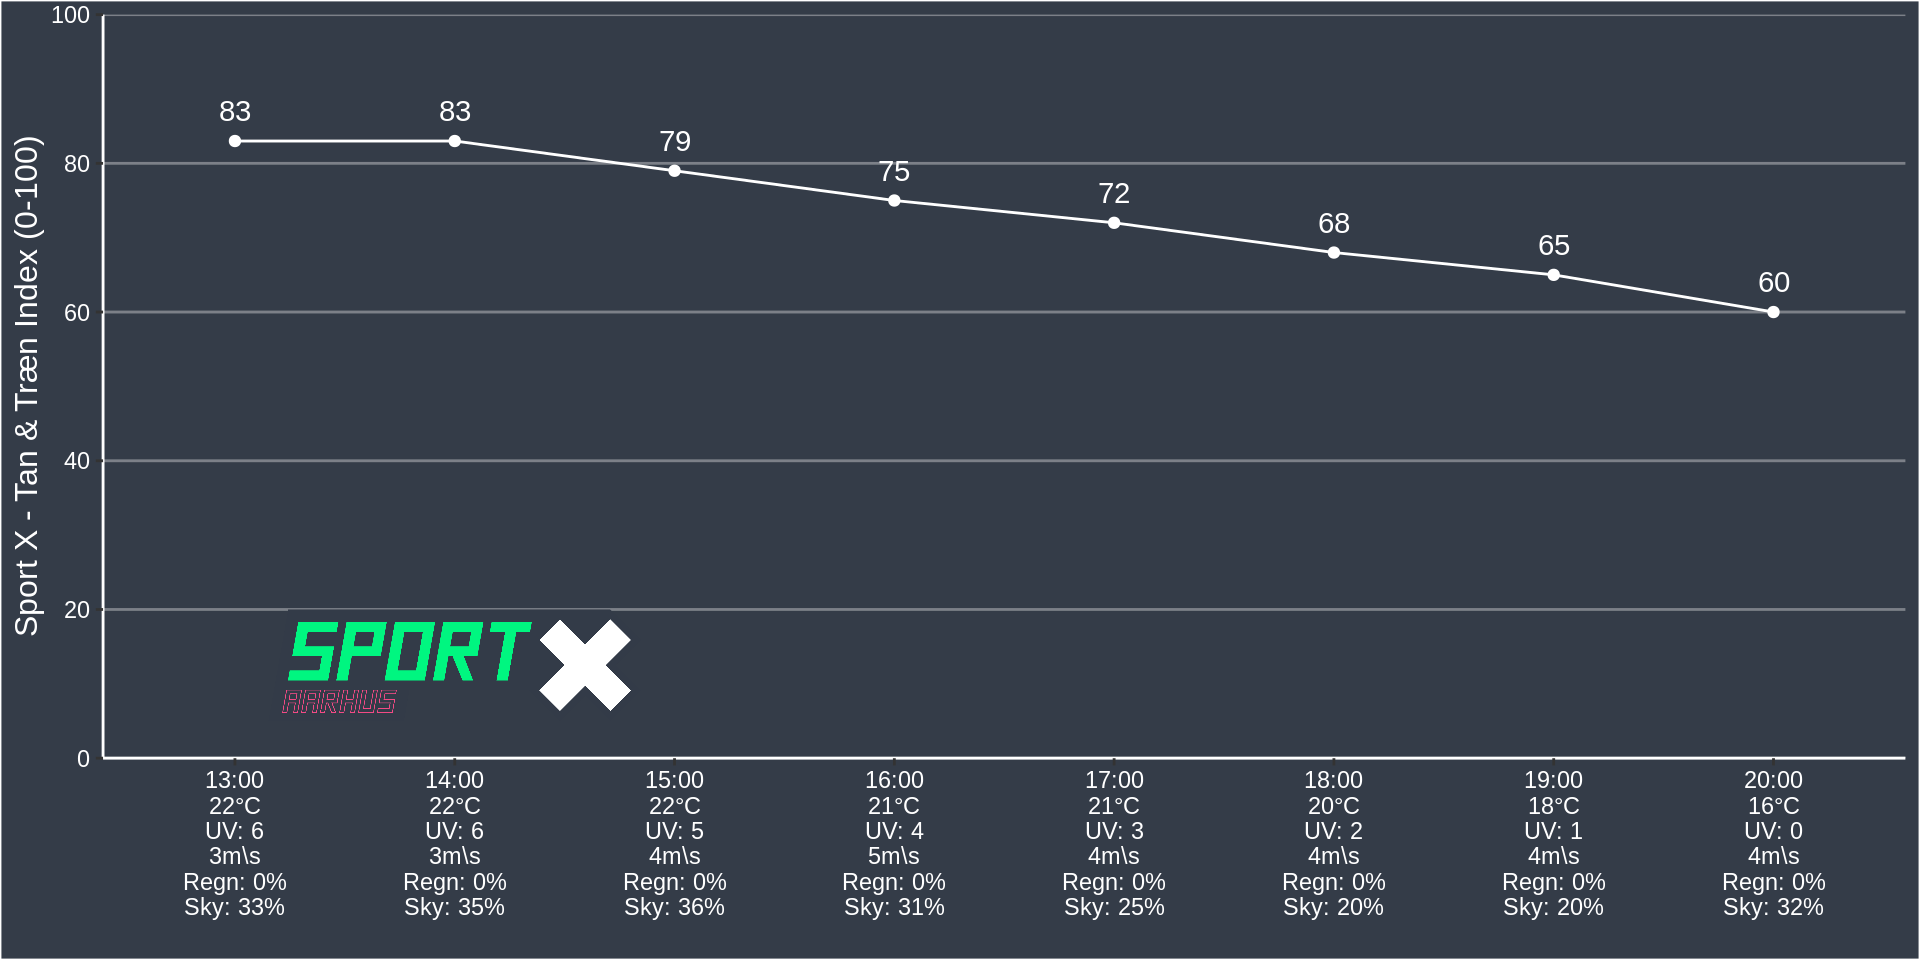 Sport X - Tan & Træn Index (0-100)
100
80
60
40
20
0
83
83
79
75
72
68
65
60
SPORT X
AARHUS
13:00 14:00 15:00 16:00 17:00 18:00 19:00 20:00
22°C 22°C 22°C 21°C 21°C 20°C 18°C 16°C
UV: 6 UV: 6 UV: 5 UV: 4 UV: 3 UV: 2 UV: 1 UV: 0
3m\s 3m\s 4m\s 5m\s 4m\s 4m\s 4m\s 4m\s
Regn: 0% Regn: 0% Regn: 0% Regn: 0% Regn: 0% Regn: 0% Regn: 0% Regn: 0%
Sky: 33% Sky: 35% Sky: 36% Sky: 31% Sky: 25% Sky: 20% Sky: 20% Sky: 32%